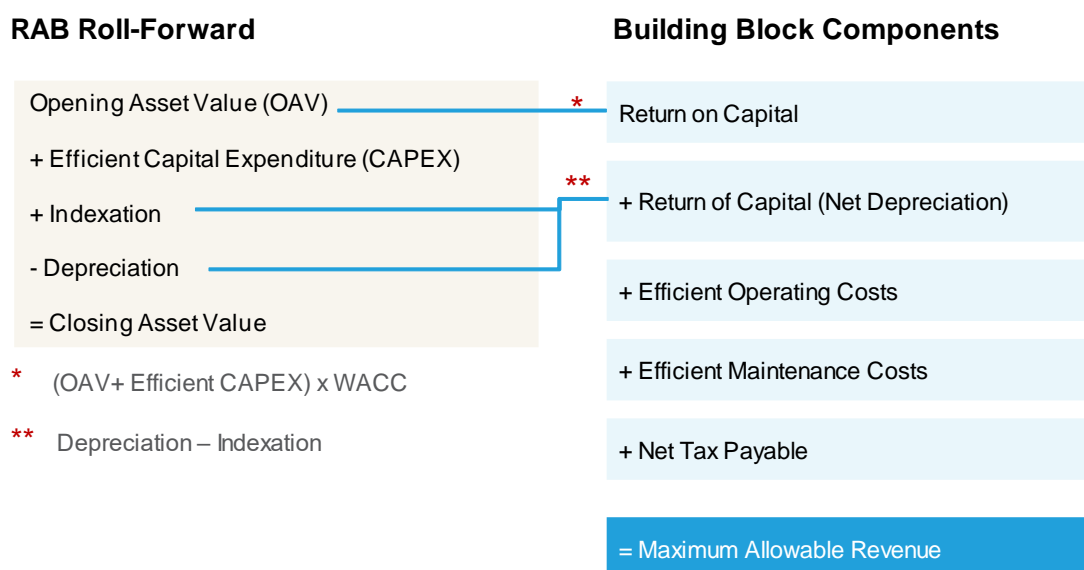 RAB Roll-Forward
Opening Asset Value (OAV)
+ Efficient Capital Expenditure (CAPEX)
+ Indexation
- Depreciation
= Closing Asset Value
* (OAV+ Efficient CAPEX) x WACC
** Depreciation – Indexation
Building Block Components
*
Return on Capital
**
+ Return of Capital (Net Depreciation)
+ Efficient Operating Costs
+ Efficient Maintenance Costs
+ Net Tax Payable
= Maximum Allowable Revenue